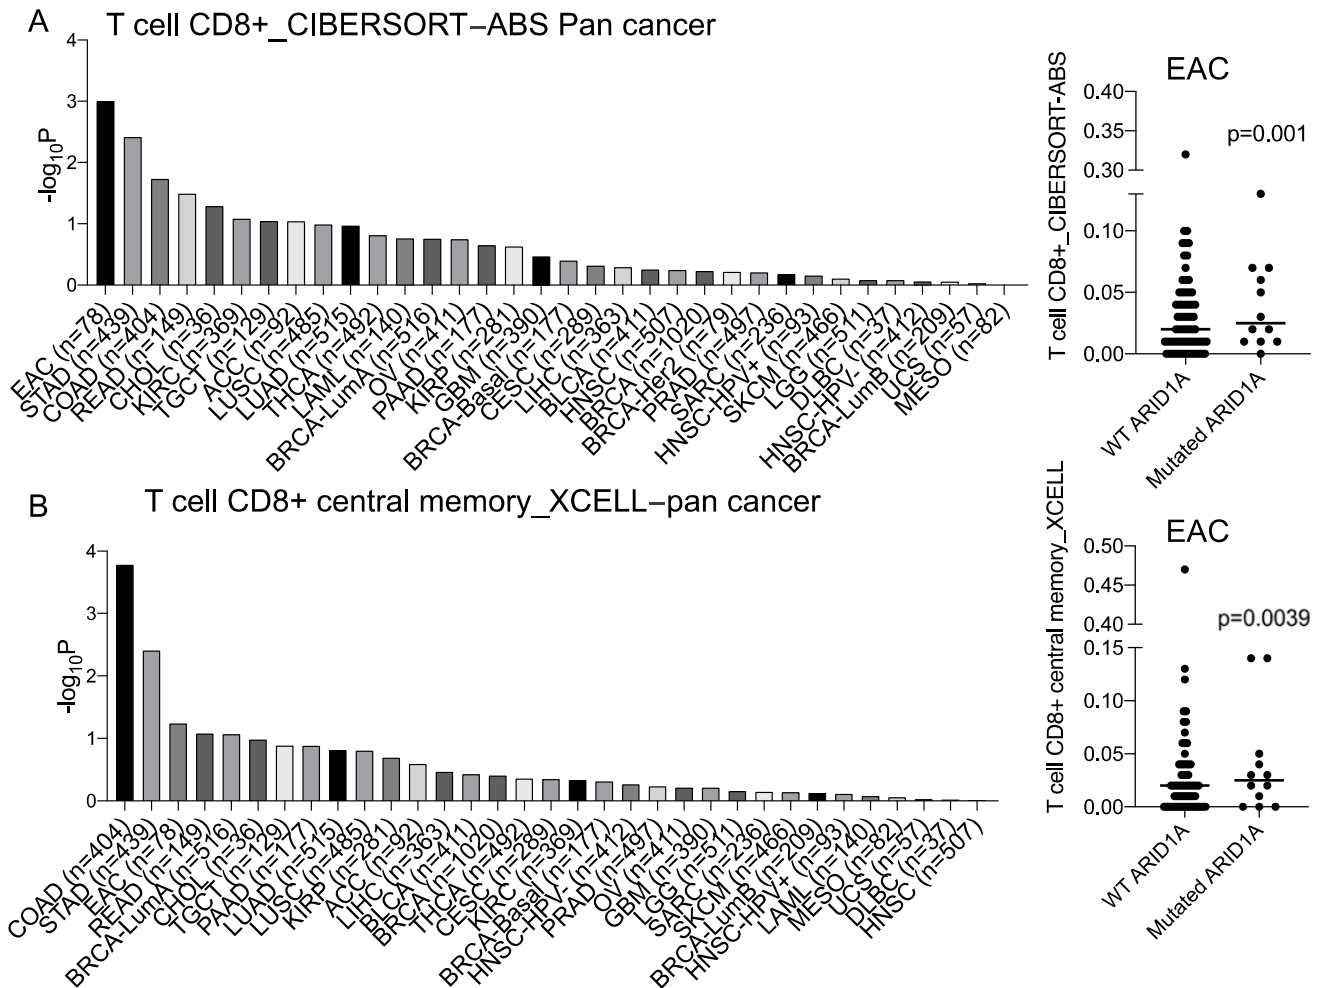 A
T cell CD8+_CIBERSORT–ABS Pan cancer
-log10P
4
3
2
1
0
EAC (n=78)
STAD (n=439)
COAD (n=404)
READ (n=149)
CHOL (n=36)
KIRC (n=369)
TGCT (n=129)
ACC (n=92)
LUSC (n=485)
LUAD (n=515)
THCA (n=492)
LAML (n=140)
BRCA-LumA (n=516)
OV (n=411)
PAAD (n=177)
KIRP (n=281)
GBM (n=390)
BRCA-Basal (n=177)
CESC (n=289)
LIHC (n=363)
BLCA (n=411)
HNSC (n=507)
BRCA (n=1020)
BRCA-Her2 (n=79)
PRAD (n=497)
SARC (n=236)
HNSC-HPV+ (n=93)
SKCM (n=466)
LGG (n=511)
DLBC (n=37)
HNSC-HPV- (n=412)
BRCA-LumB (n=209)
UCS (n=57)
MESO (n=82)
EAC
T cell CD8+_CIBERSORT-ABS
0.40
0.35
0.30
0.10
0.05
0.00
p=0.001
WT ARID1A
Mutated ARID1A
B
T cell CD8+ central memory_XCELL–pan cancer
-log10P
4
3
2
1
0
COAD (n=404)
STAD (n=439)
EAC (n=78)
READ (n=149)
BRCA-LumA (n=516)
CHOL (n=36)
TGCT (n=129)
PAAD (n=177)
LUAD (n=515)
LUSC (n=485)
KIRP (n=281)
ACC (n=92)
LIHC (n=363)
BLCA (n=411)
BRCA (n=1020)
THCA (n=492)
CESC (n=289)
KIRC (n=369)
BRCA-Basal (n=177)
HNSC-HPV- (n=412)
PRAD (n=497)
OV (n=411)
GBM (n=390)
LGG (n=511)
SARC (n=236)
SKCM (n=466)
BRCA-LumB (n=209)
HNSC-HPV+ (n=93)
LAML (n=140)
MESO (n=82)
UCS (n=57)
DLBC (n=37)
HNSC (n=507)
EAC
T cell CD8+ central memory_XCELL
0.50
0.45
0.40
0.15
0.10
0.05
0.00
p=0.0039
WT ARID1A
Mutated ARID1A